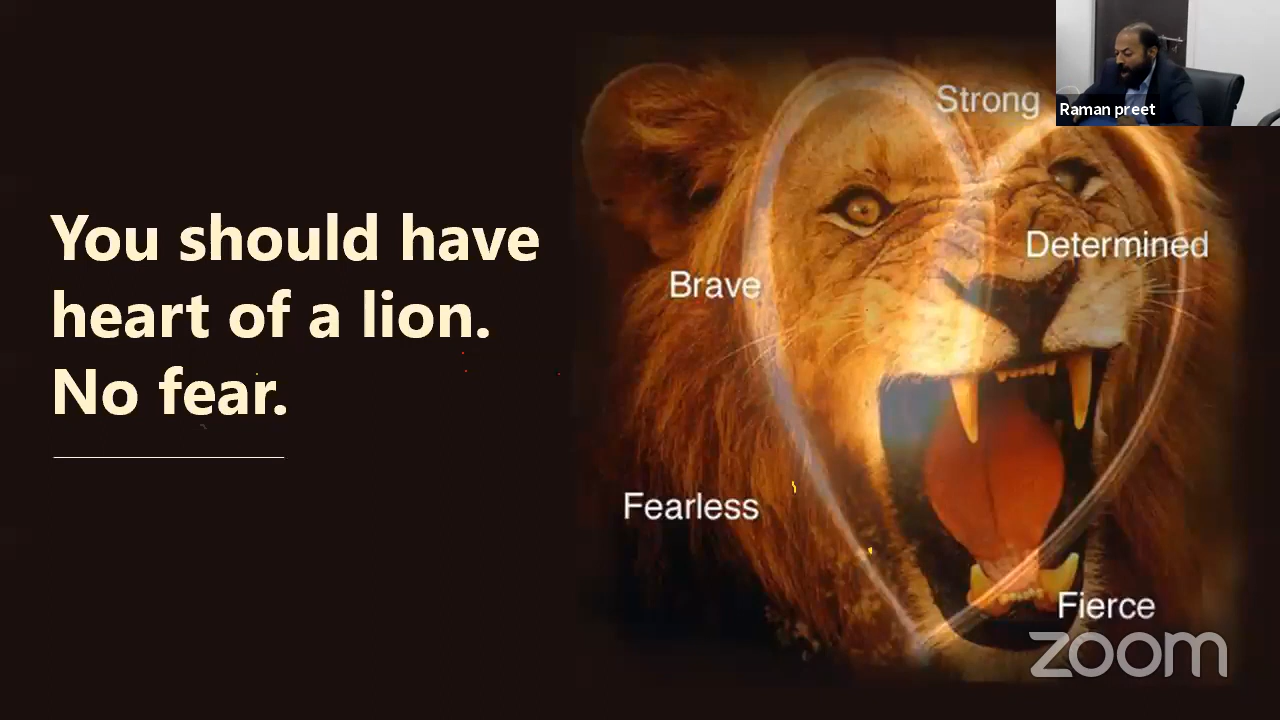 You should have
heart of a lion.
No fear.
Strong
Determined
Brave
Fearless
Fierce
Raman preet
zoom